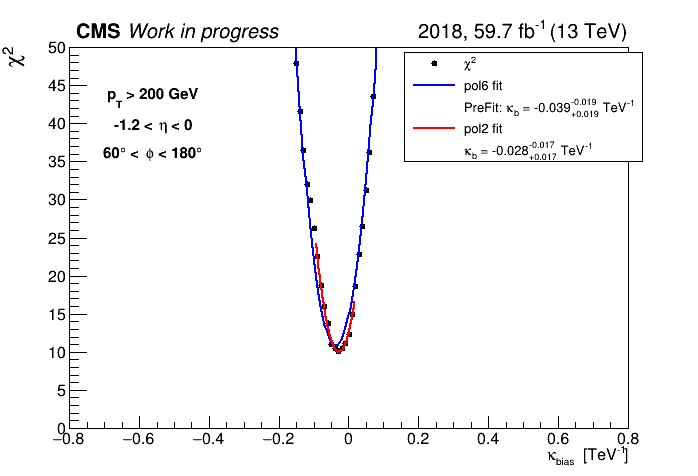 CMS Work in progress
2018, 59.7 fb⁻¹ (13 TeV)
χ²
50
45
40
35
30
25
20
15
10
5
0
p_T > 200 GeV
-1.2 < η < 0
60° < ϕ < 180°
χ²
pol6 fit
PreFit: κ_b = -0.039^{-0.019}_{+0.019} TeV⁻¹
pol2 fit
κ_b = -0.028^{-0.017}_{+0.017} TeV⁻¹
−0.8 −0.6 −0.4 −0.2 0 0.2 0.4 0.6 0.8
κ_bias [TeV⁻¹]